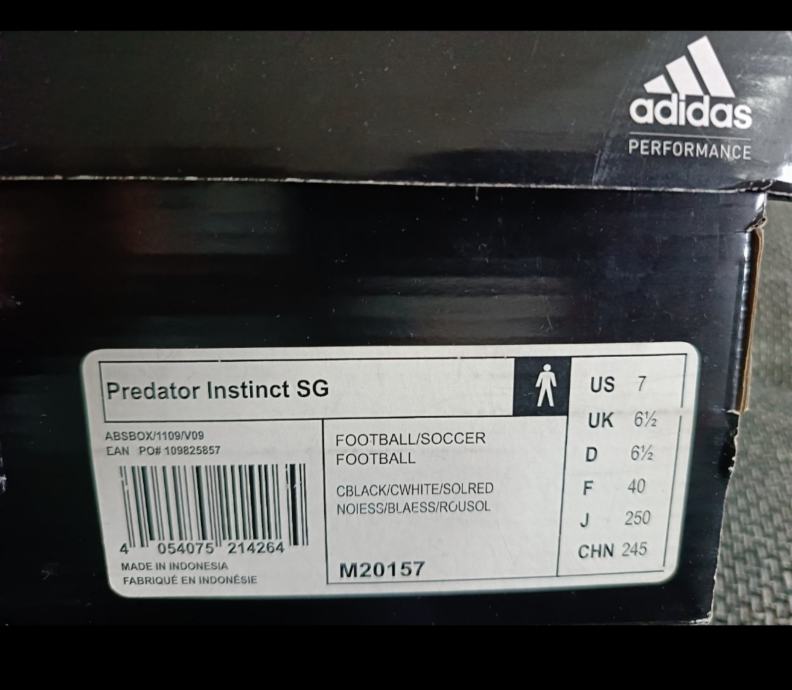 adidas
PERFORMANCE
Predator Instinct SG
ABSBOX/1109/V09
EAN PO# 109825857
4 054075 214264
MADE IN INDONESIA
FABRIQUÉ EN INDONÉSIE
FOOTBALL/SOCCER
FOOTBALL
CBLACK/CWHITE/SOLRED
NOIESS/BLAESS/ROUSOL
M20157
US 7
UK 6½
D 6½
F 40
J 250
CHN 245